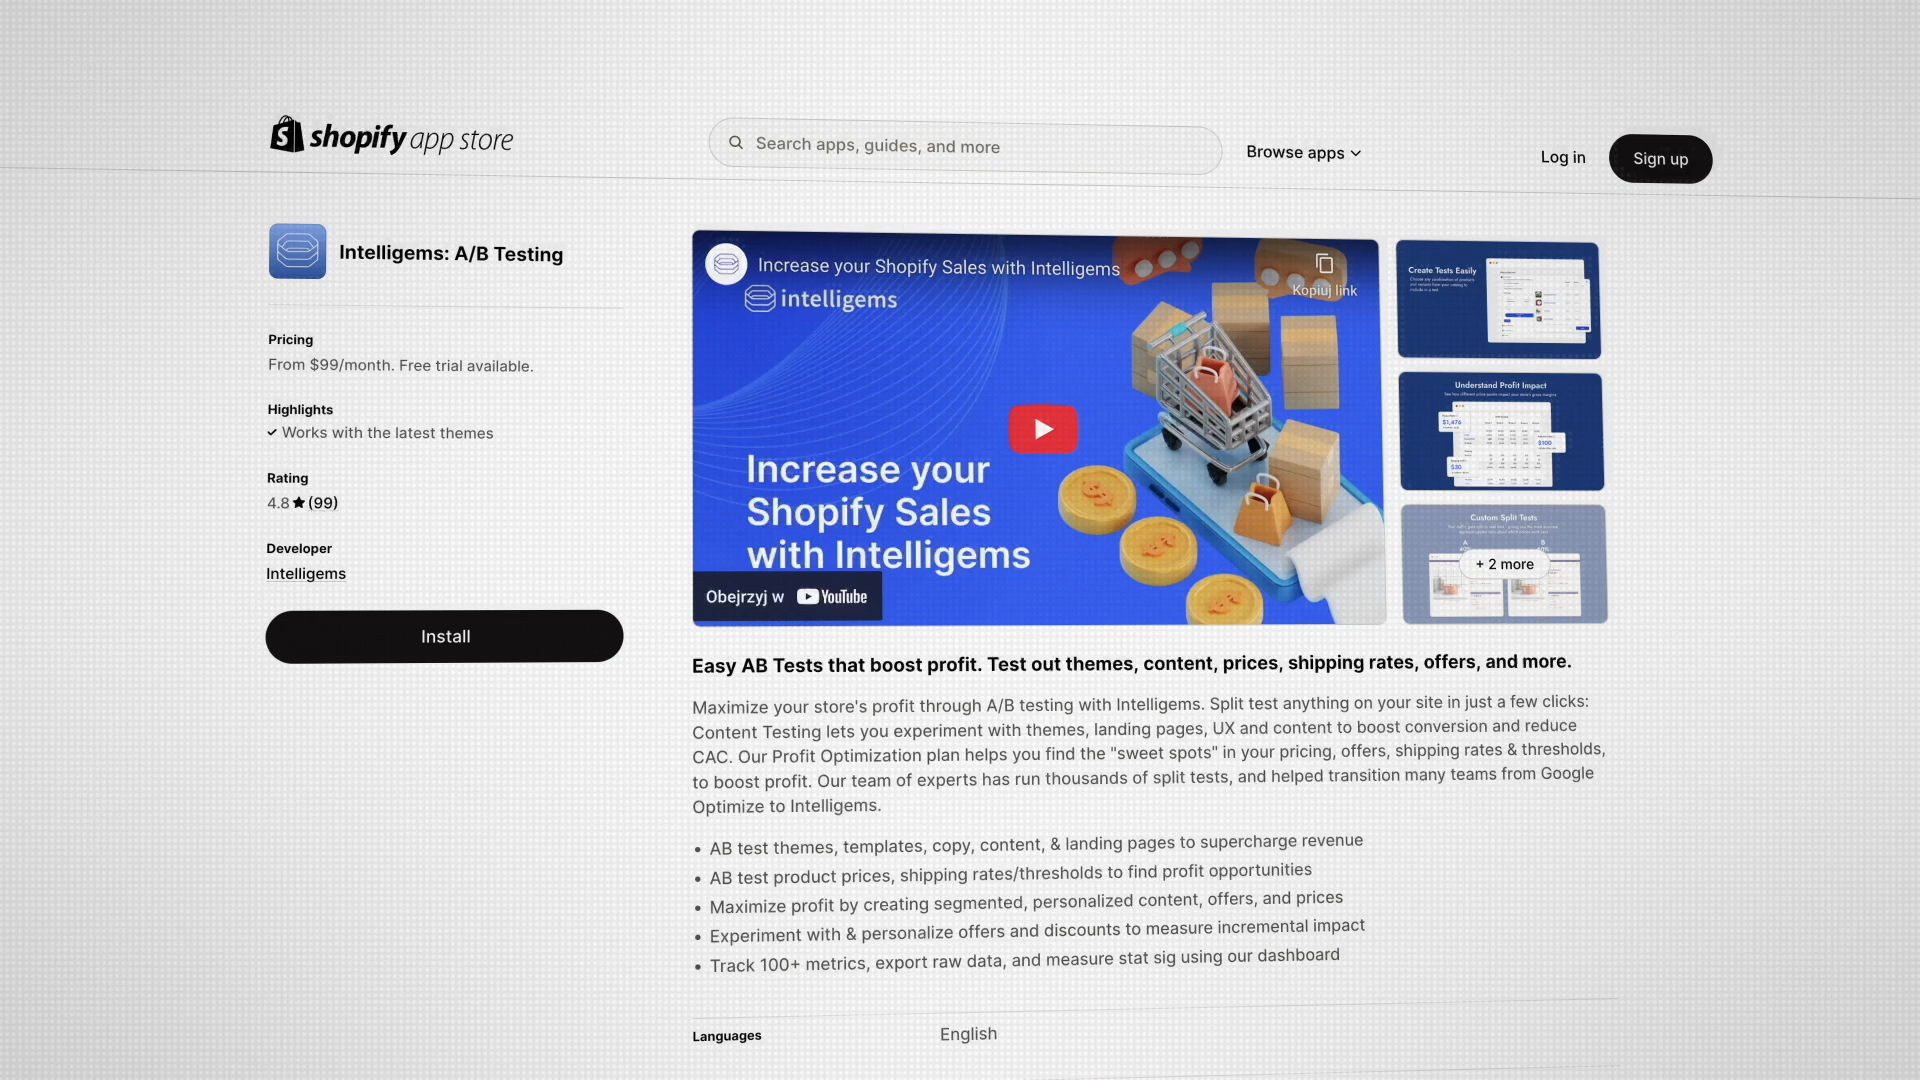 shopify app store
Search apps, guides, and more
Browse apps
Log in
Sign up
Intelligems: A/B Testing
Pricing
From $99/month. Free trial available.
Highlights
Works with the latest themes
Rating
4.8 ★ (99)
Developer
Intelligems
Install
Increase your Shopify Sales with Intelligems
Kopiuj link
intelligems
Increase your
Shopify Sales
with Intelligems
Obejrzyj w YouTube
Create Tests Easily
Understand Profit Impact
$1,476
$100
$30
Custom Split Tests
A
B
+ 2 more
Easy AB Tests that boost profit. Test out themes, content, prices, shipping rates, offers, and more.
Maximize your store's profit through A/B testing with Intelligems. Split test anything on your site in just a few clicks:
Content Testing lets you experiment with themes, landing pages, UX and content to boost conversion and reduce
CAC. Our Profit Optimization plan helps you find the "sweet spots" in your pricing, offers, shipping rates & thresholds,
to boost profit. Our team of experts has run thousands of split tests, and helped transition many teams from Google
Optimize to Intelligems.
• AB test themes, templates, copy, content, & landing pages to supercharge revenue
• AB test product prices, shipping rates/thresholds to find profit opportunities
• Maximize profit by creating segmented, personalized content, offers, and prices
• Experiment with & personalize offers and discounts to measure incremental impact
• Track 100+ metrics, export raw data, and measure stat sig using our dashboard
Languages
English